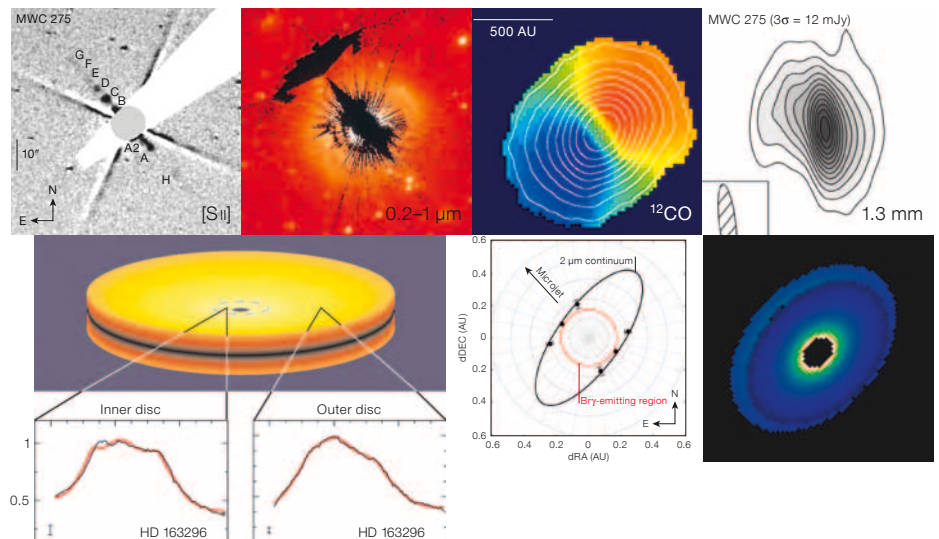 MWC 275
G
F
E
D
C
B
A2
A
H
10"
N
E
[S II]
0.2–1 µm
500 AU
¹²CO
MWC 275 (3σ = 12 mJy)
1.3 mm
Inner disc
Outer disc
1
0.5
HD 163296
HD 163296
0.6
0.4
0.2
0
0.2
0.4
0.6
dDEC (AU)
2 µm continuum
Microjet
Brγ-emitting region
N
E
0.6 0.4 0.2 0 0.2 0.4 0.6
dRA (AU)